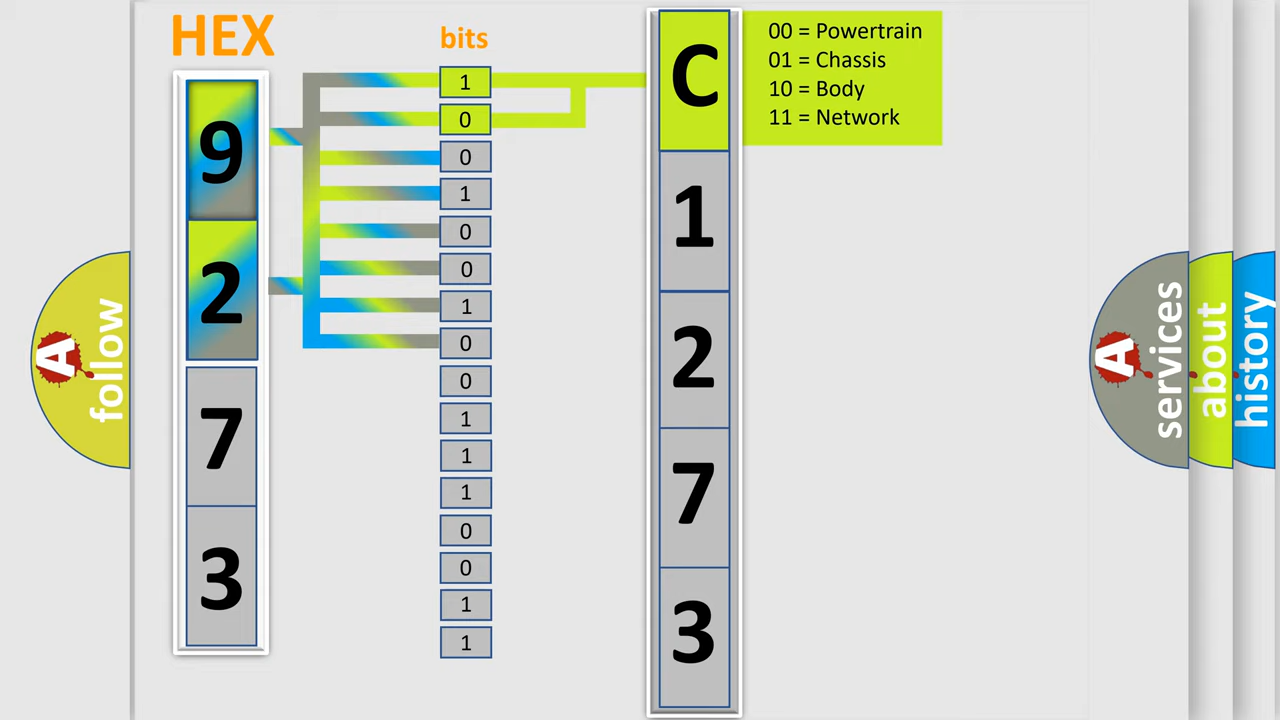 HEX
bits
9
2
7
3
1
0
0
1
0
0
1
0
0
1
1
1
0
0
1
1
C
1
2
7
3
00 = Powertrain
01 = Chassis
10 = Body
11 = Network
A
follow
A
services
about
history